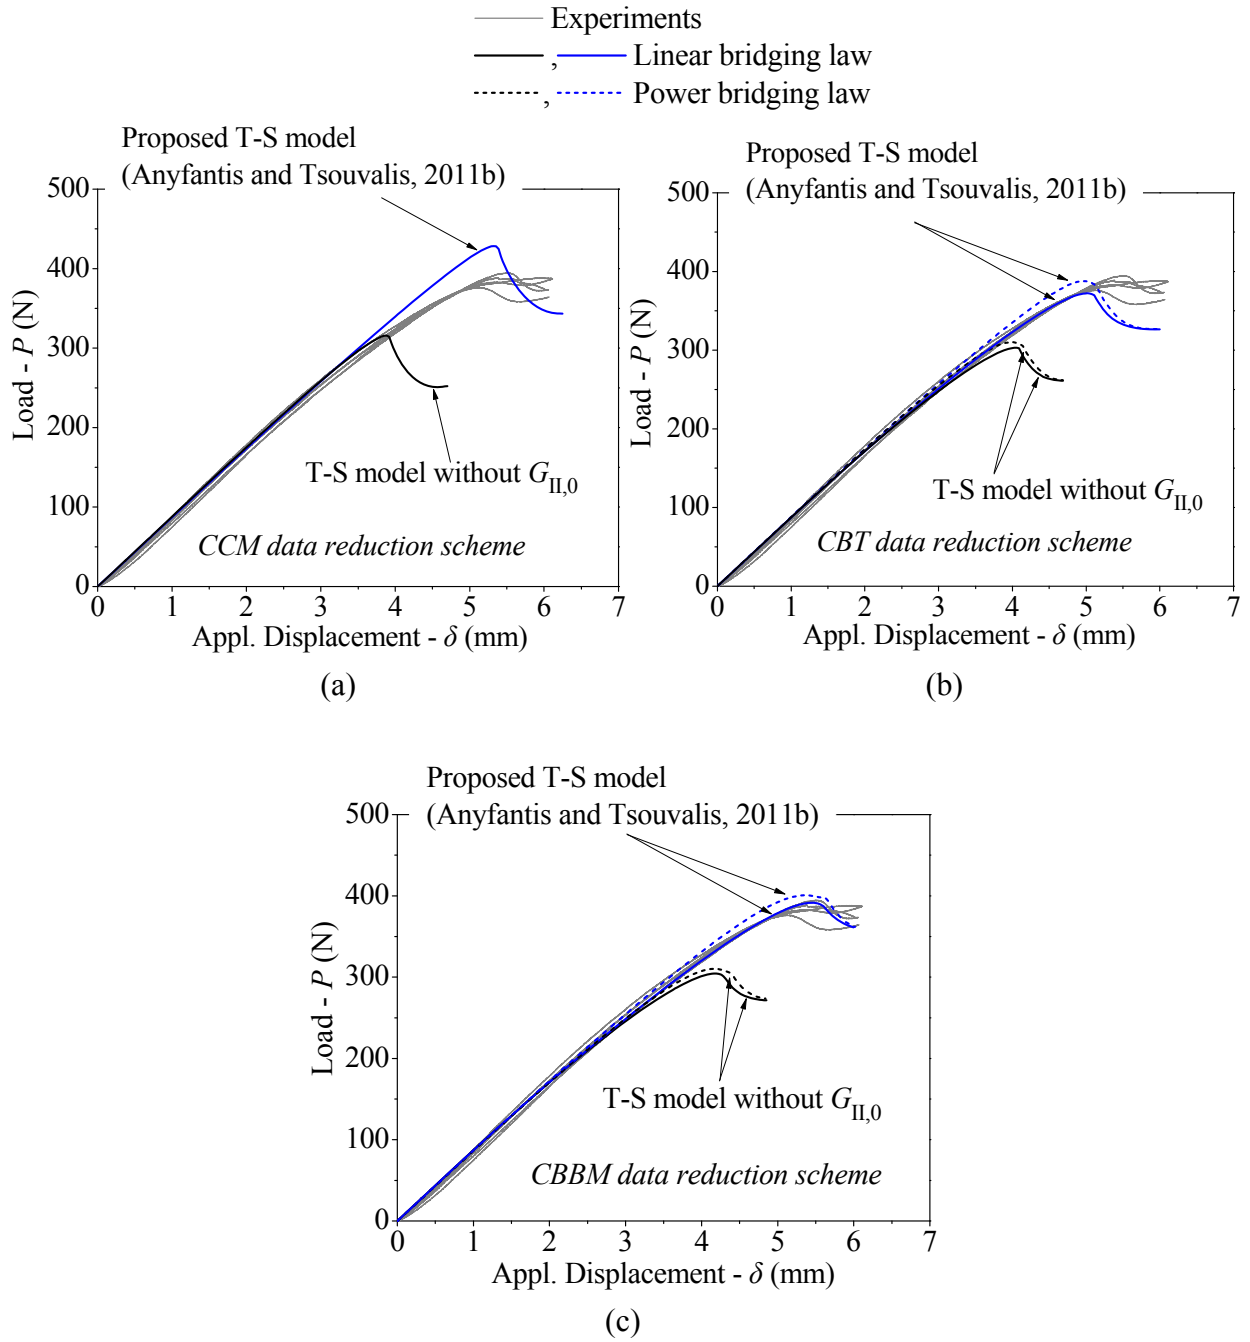 Experiments
, Linear bridging law
, Power bridging law
Proposed T-S model
(Anyfantis and Tsouvalis, 2011b)
500
400
300
200
100
0
Load - P (N)
T-S model without G_II,0
CCM data reduction scheme
0 1 2 3 4 5 6 7
Appl. Displacement - δ (mm)
(a)
Proposed T-S model
(Anyfantis and Tsouvalis, 2011b)
500
400
300
200
100
0
Load - P (N)
T-S model without G_II,0
CBT data reduction scheme
0 1 2 3 4 5 6 7
Appl. Displacement - δ (mm)
(b)
Proposed T-S model
(Anyfantis and Tsouvalis, 2011b)
500
400
300
200
100
0
Load - P (N)
T-S model without G_II,0
CBBM data reduction scheme
0 1 2 3 4 5 6 7
Appl. Displacement - δ (mm)
(c)